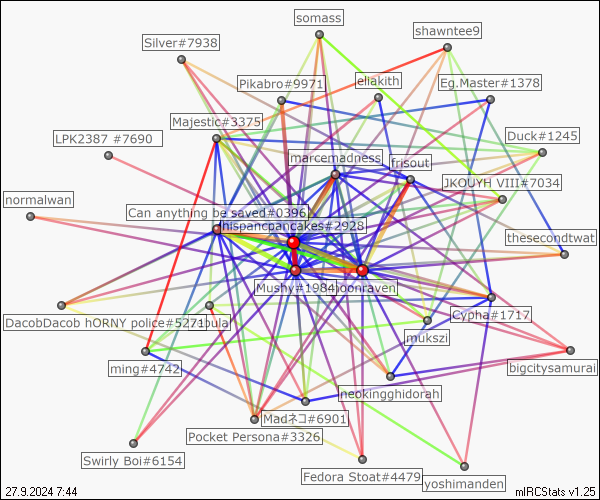 somass
shawntee9
Silver#7938
Pikabro#9971
eliakith
Eg.Master#1378
Majestic#3375
LPK2387 #7690
Duck#1245
marcemadness
frisout
JKOUYH VIII#7034
normalwan
Can anything be saved#0396
hispancpancakes#2928
thesecondtwat
Mushy#1984
oonraven
DacobDacob hORNY police#5271
bula
Cypha#1717
mukszi
ming#4742
bigcitysamurai
neokingghidorah
Madネコ#6901
Pocket Persona#3326
Swirly Boi#6154
Fedora Stoat#4479
yoshimanden
27.9.2024 7:44
mIRCStats v1.25